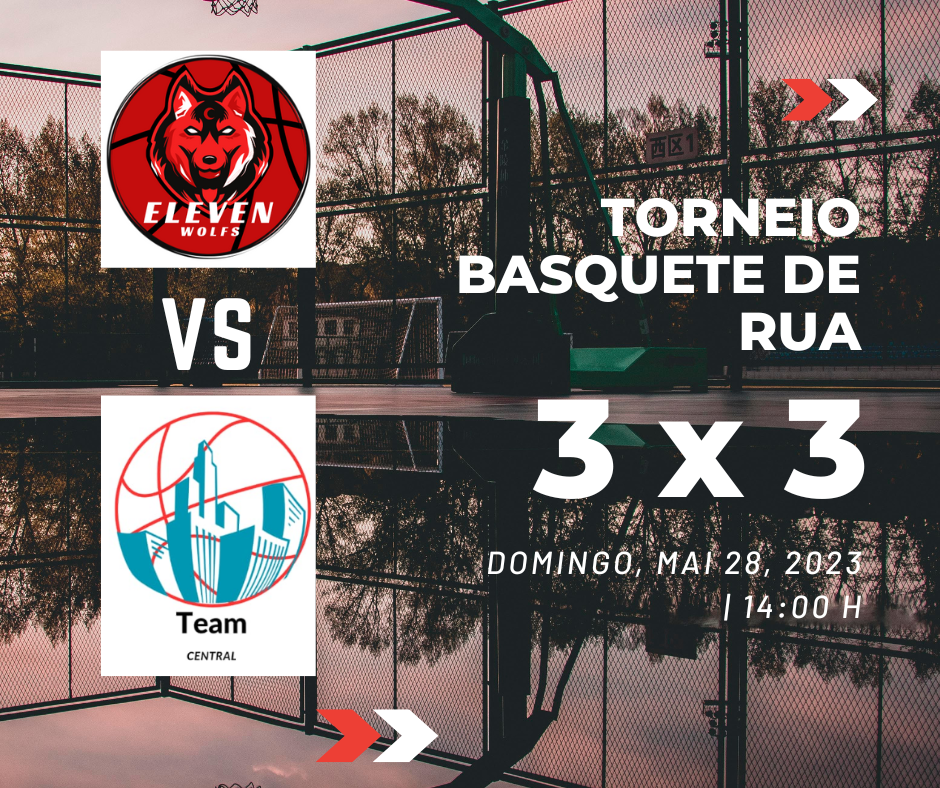 ELEVEN
WOLFS
VS
Team
CENTRAL
西区1
TORNEIO
BASQUETE DE
RUA
3 x 3
DOMINGO, MAI 28, 2023
| 14:00 H